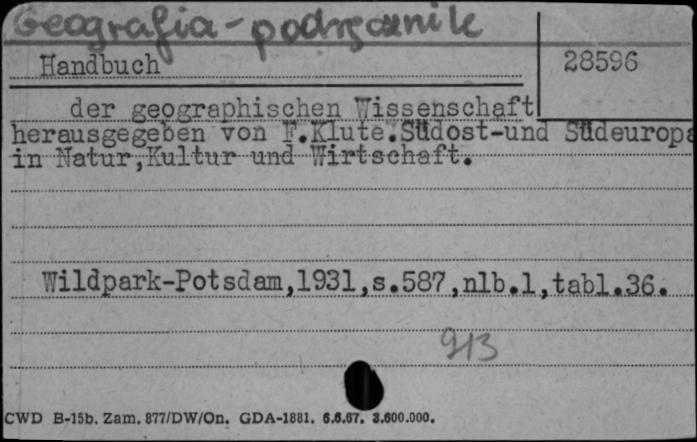 Geografia - podręcznik
Handbuch
28596
der geographischen Wissenschaft
herausgegeben von F.Klute.Südost-und Südeuropa
in Natur,Kultur und Wirtschaft.
Wildpark-Potsdam,1931,s.587,nlb.1,tabl.36.
913
CWD B-15b. Zam. 877/DW/On. GDA-1881. 6.6.67. 3.600.000.